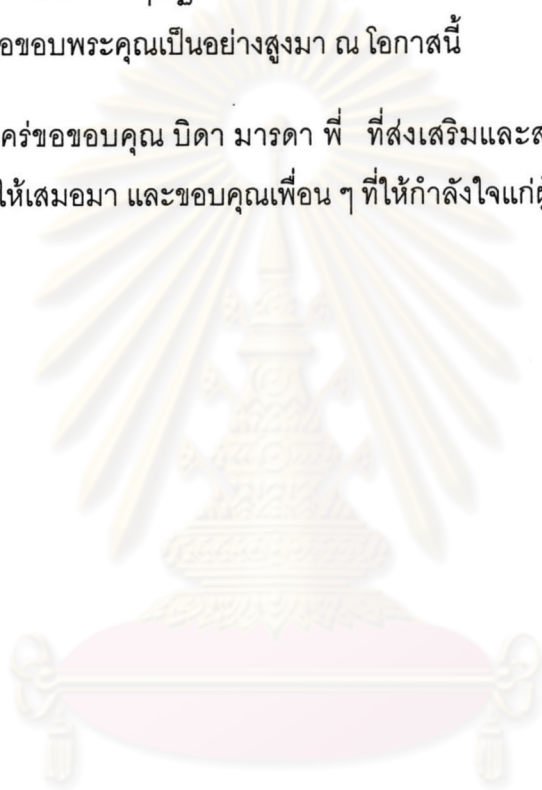 อขอบพระคุณเป็นอย่างสูงมา ณ โอกาสนี้
คร่ขอขอบคุณ บิดา มารดา พี่ ที่ส่งเสริมและส
ให้เสมอมา และขอบคุณเพื่อน ๆ ที่ให้กำลังใจแก่ผู้